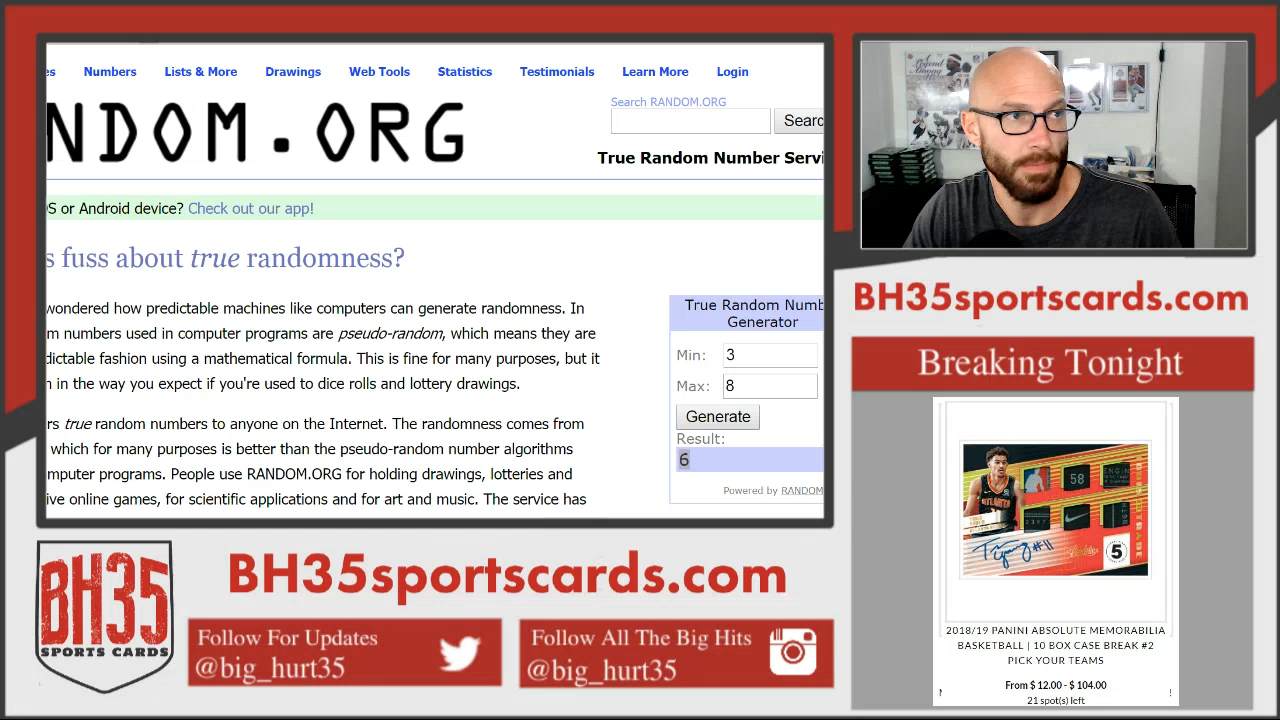 es Numbers Lists & More Drawings Web Tools Statistics Testimonials Learn More Login
NDOM.ORG
Search RANDOM.ORG
Searc
True Random Number Servi
S or Android device? Check out our app!
s fuss about true randomness?
wondered how predictable machines like computers can generate randomness. In
m numbers used in computer programs are pseudo-random, which means they are
dictable fashion using a mathematical formula. This is fine for many purposes, but it
n in the way you expect if you're used to dice rolls and lottery drawings.
rs true random numbers to anyone on the Internet. The randomness comes from
which for many purposes is better than the pseudo-random number algorithms
mputer programs. People use RANDOM.ORG for holding drawings, lotteries and
ive online games, for scientific applications and for art and music. The service has
True Random Numb
Generator
Min: 3
Max: 8
Generate
Result:
6
Powered by RANDOM
BH35sportscards.com
Breaking Tonight
58
5
2018/19 PANINI ABSOLUTE MEMORABILIA
BASKETBALL | 10 BOX CASE BREAK #2
PICK YOUR TEAMS
From $ 12.00 - $ 104.00
21 spot(s) left
BH35
SPORTS CARDS
BH35sportscards.com
Follow For Updates
@big_hurt35
Follow All The Big Hits
@big_hurt35